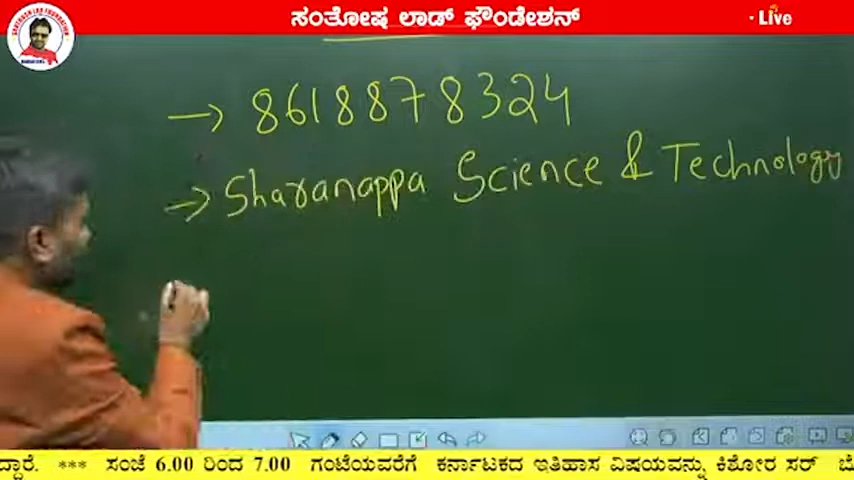 ಸಂತೋಷ ಲಾಡ್ ಫೌಂಡೇಶನ್
• Live
→ 8618878324
→ Sharanappa Science & Technology
ದ್ದಾರೆ. *** ಸಂಜೆ 6.00 ರಿಂದ 7.00 ಗಂಟೆಯವರೆಗೆ ಕರ್ನಾಟಕದ ಇತಿಹಾಸ ವಿಷಯವನ್ನು ಕಿಶೋರ ಸರ್